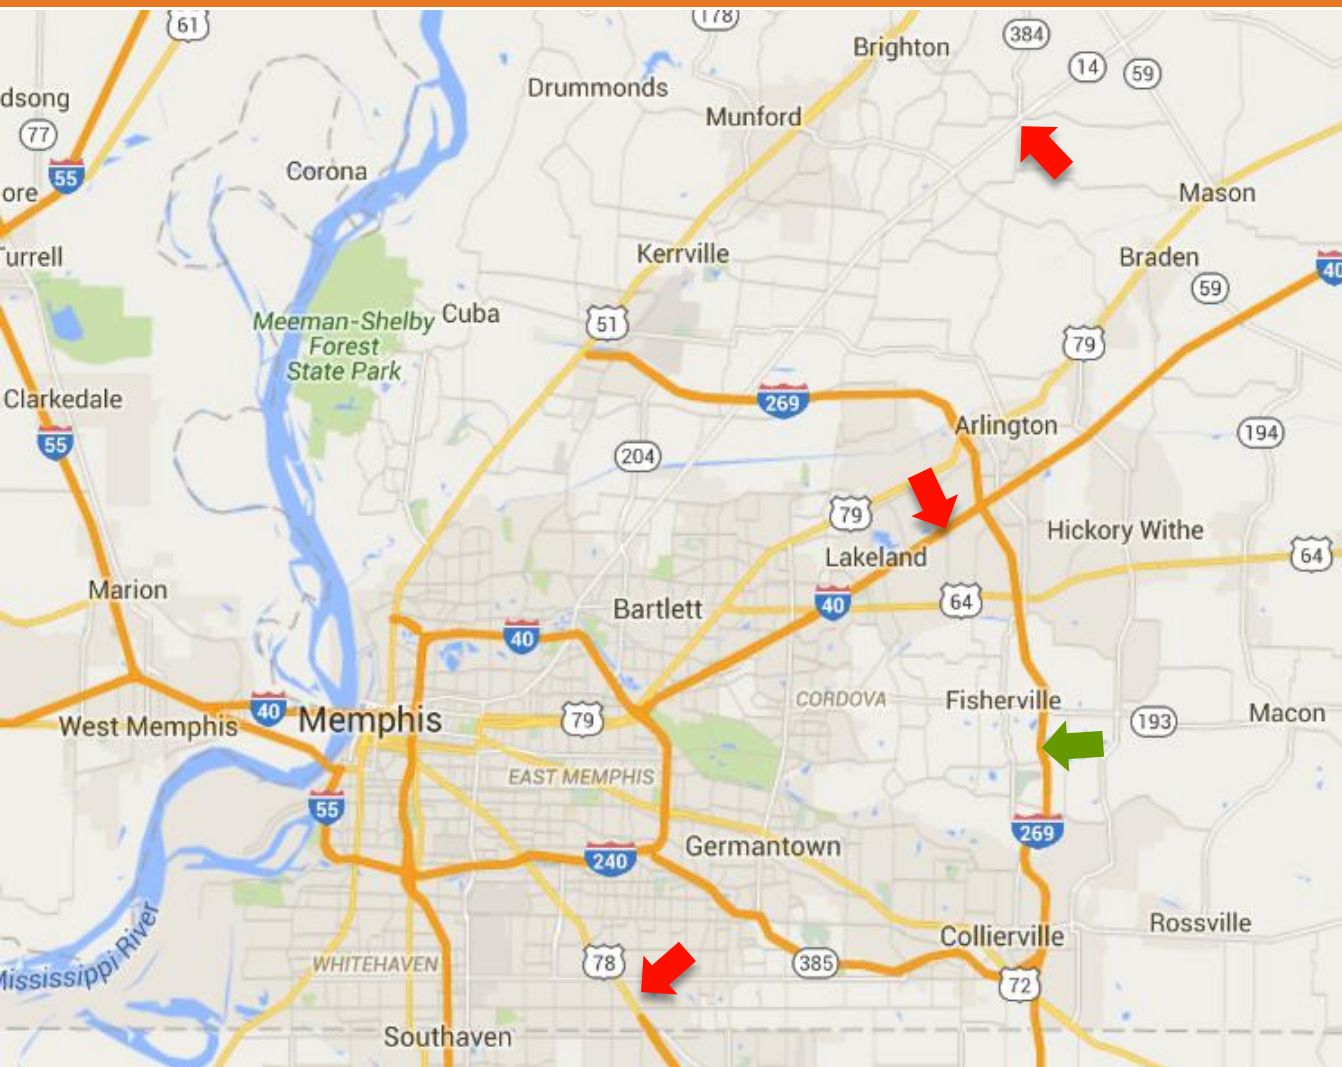 61
178
Brighton
384
14
59
Drummonds
dsong
Munford
77
Corona
55
ore
Mason
Turrell
Kerrville
Braden
40
59
Meeman-Shelby
Forest
State Park
Cuba
51
79
Clarkedale
269
Arlington
55
204
194
79
Hickory Withe
Lakeland
64
Marion
Bartlett
40
64
40
CORDOVA
Fisherville
40
Memphis
79
193
Macon
West Memphis
EAST MEMPHIS
55
269
240
Germantown
Mississippi River
Rossville
Collierville
WHITEHAVEN
78
385
72
Southaven